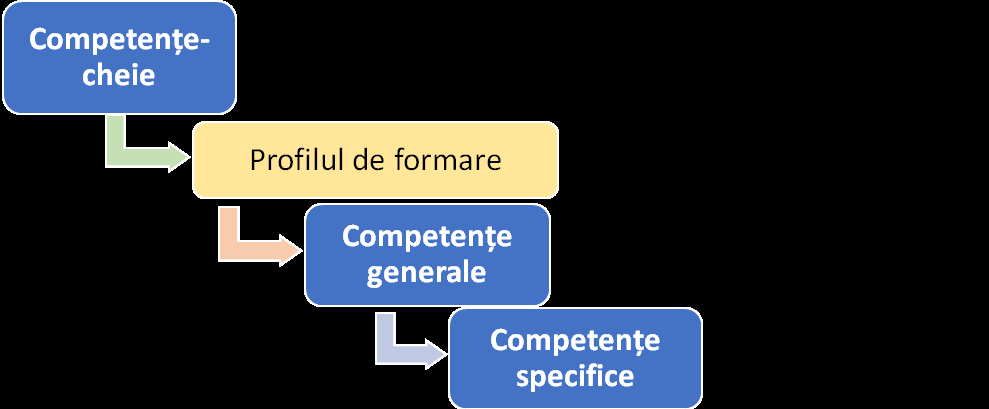 Competențe-
cheie
Profilul de formare
Competențe
generale
Competențe
specifice